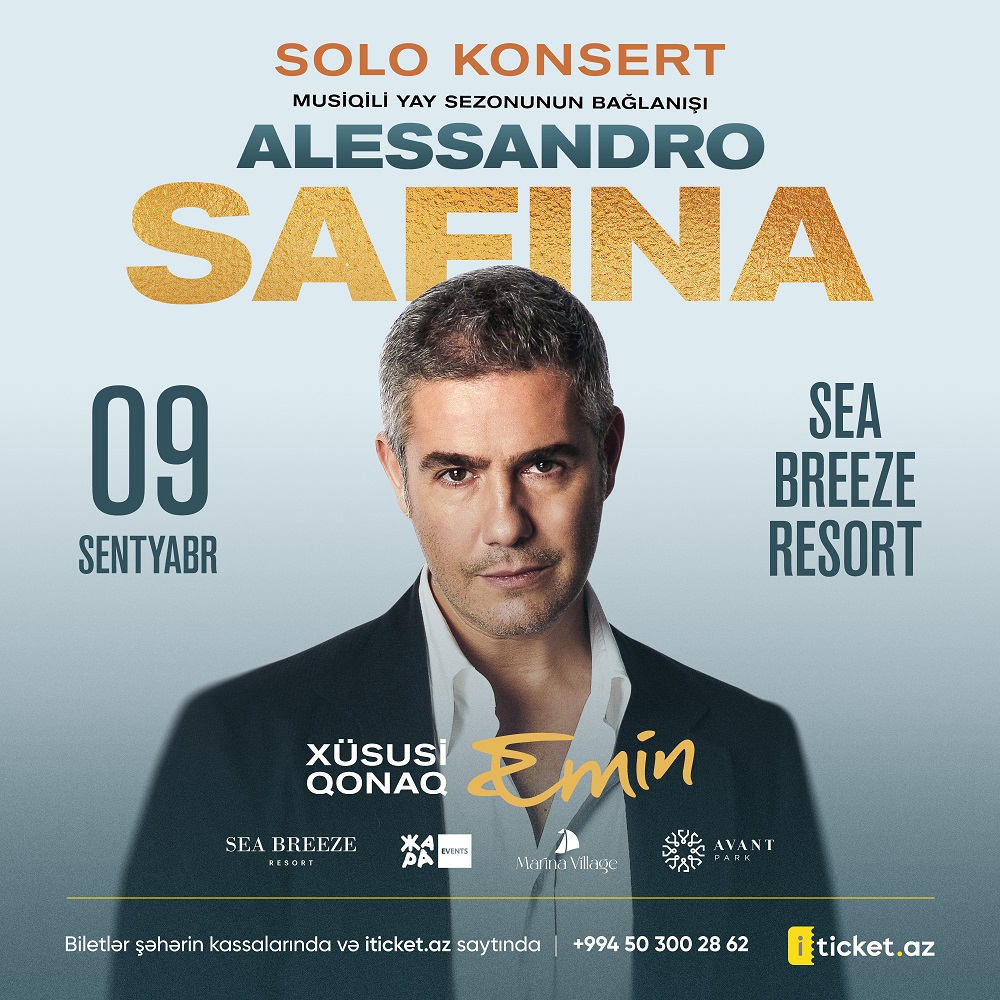 SOLO KONSERT
MUSİQİLİ YAY SEZONUNUN BAĞLANIŞI
ALESSANDRO
SAFINA
09
SENTYABR
SEA
BREEZE
RESORT
XÜSUSİ
QONAQ
Emin
SEA BREEZE
RESORT
ЖАРА
EVENTS
Marina Village
AVANT
PARK
Biletlər şəhərin kassalarında və iticket.az saytında | +994 50 300 28 62
iticket.az